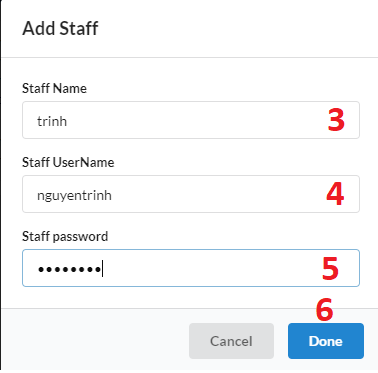 Add Staff
Staff Name
trinh 3
Staff UserName
nguyentrinh 4
Staff password
•••••••• 5
6
Cancel Done